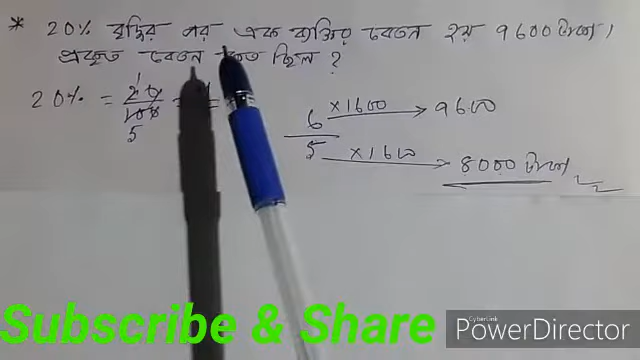 * 20% বৃদ্ধির পর এক ব্যক্তির বেতন হয় 9600 টাকা।
প্রকৃত বেতন কত ছিল ?
20% = 20/100 = 1
5
6 ×1600 → 9600
5 ×1600 → 8000 টাকা
Subscribe & Share
CyberLink
PowerDirector